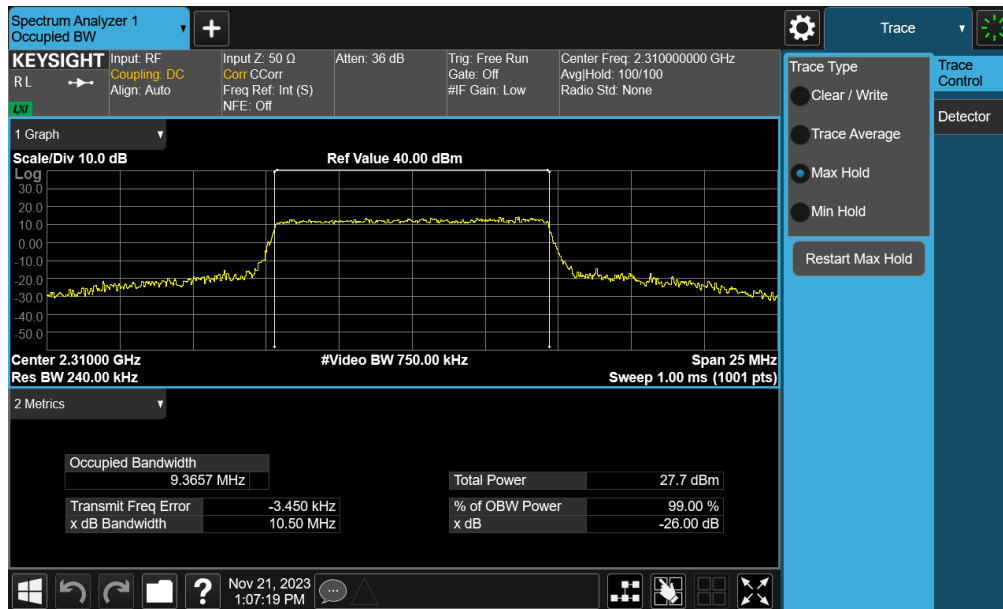 Spectrum Analyzer 1
Occupied BW
+
Trace
KEYSIGHT
RL
LXI
Input: RF
Coupling: DC
Align: Auto
Input Z: 50 Ω
Corr CCorr
Freq Ref: Int (S)
NFE: Off
Atten: 36 dB
Trig: Free Run
Gate: Off
#IF Gain: Low
Center Freq: 2.310000000 GHz
Avg|Hold: 100/100
Radio Std: None
Trace Type
Clear / Write
Trace Average
Max Hold
Min Hold
Restart Max Hold
Trace
Control
Detector
1 Graph
Scale/Div 10.0 dB
Ref Value 40.00 dBm
Log
30.0
20.0
10.0
0.00
-10.0
-20.0
-30.0
-40.0
-50.0
Center 2.31000 GHz
#Video BW 750.00 kHz
Span 25 MHz
Res BW 240.00 kHz
Sweep 1.00 ms (1001 pts)
2 Metrics
Occupied Bandwidth
9.3657 MHz
Total Power 27.7 dBm
Transmit Freq Error -3.450 kHz
% of OBW Power 99.00 %
x dB Bandwidth 10.50 MHz
x dB -26.00 dB
?
Nov 21, 2023
1:07:19 PM